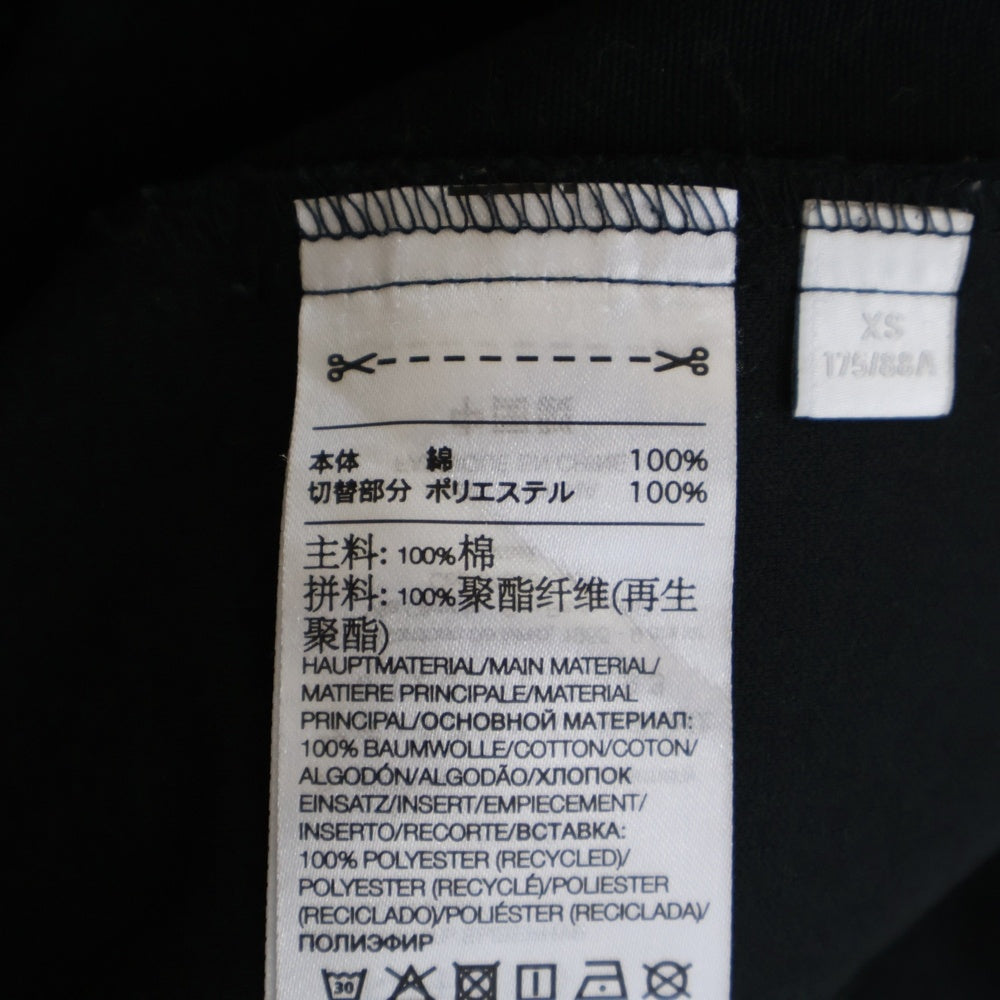 本体 綿 100%
切替部分 ポリエステル 100%
主料: 100%棉
拼料: 100%聚酯纤维(再生
聚酯)
HAUPTMATERIAL/MAIN MATERIAL/
MATIERE PRINCIPALE/MATERIAL
PRINCIPAL/ОСНОВНОЙ МАТЕРИАЛ:
100% BAUMWOLLE/COTTON/COTON/
ALGODÓN/ALGODÃO/ХЛОПОК
EINSATZ/INSERT/EMPIECEMENT/
INSERTO/RECORTE/ВСТАВКА:
100% POLYESTER (RECYCLED)/
POLYESTER (RECYCLÉ)/POLIESTER
(RECICLADO)/POLIÉSTER (RECICLADA)/
ПОЛИЭФИР
30
XS
175/88A